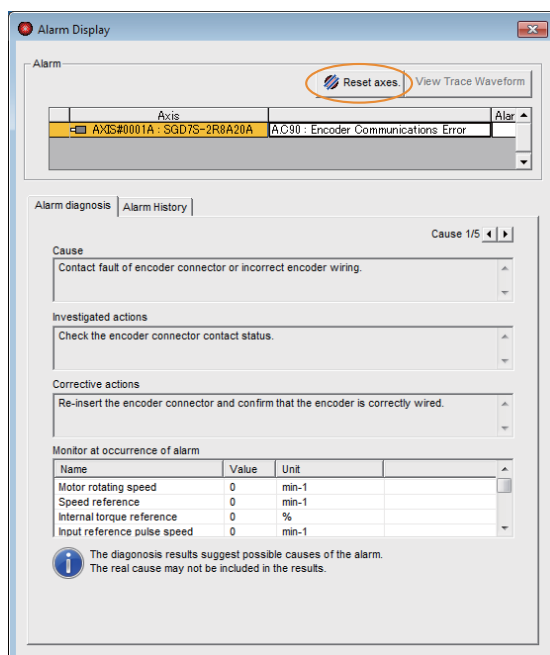 Alarm Display
Alarm
Reset axes.
View Trace Waveform
Axis
Alar
AXIS#0001A : SGD7S-2R8A20A
A.C90 : Encoder Communications Error
Alarm diagnosis
Alarm History
Cause 1/5
Cause
Contact fault of encoder connector or incorrect encoder wiring.
Investigated actions
Check the encoder connector contact status.
Corrective actions
Re-insert the encoder connector and confirm that the encoder is correctly wired.
Monitor at occurrence of alarm
Name Value Unit
Motor rotating speed 0 min-1
Speed reference 0 min-1
Internal torque reference 0 %
Input reference pulse speed 0 min-1
The diagonosis results suggest possible causes of the alarm.
The real cause may not be included in the results.